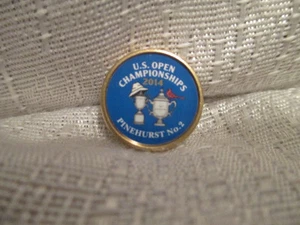 U.S. OPEN
CHAMPIONSHIPS
2014
PINEHURST No. 2